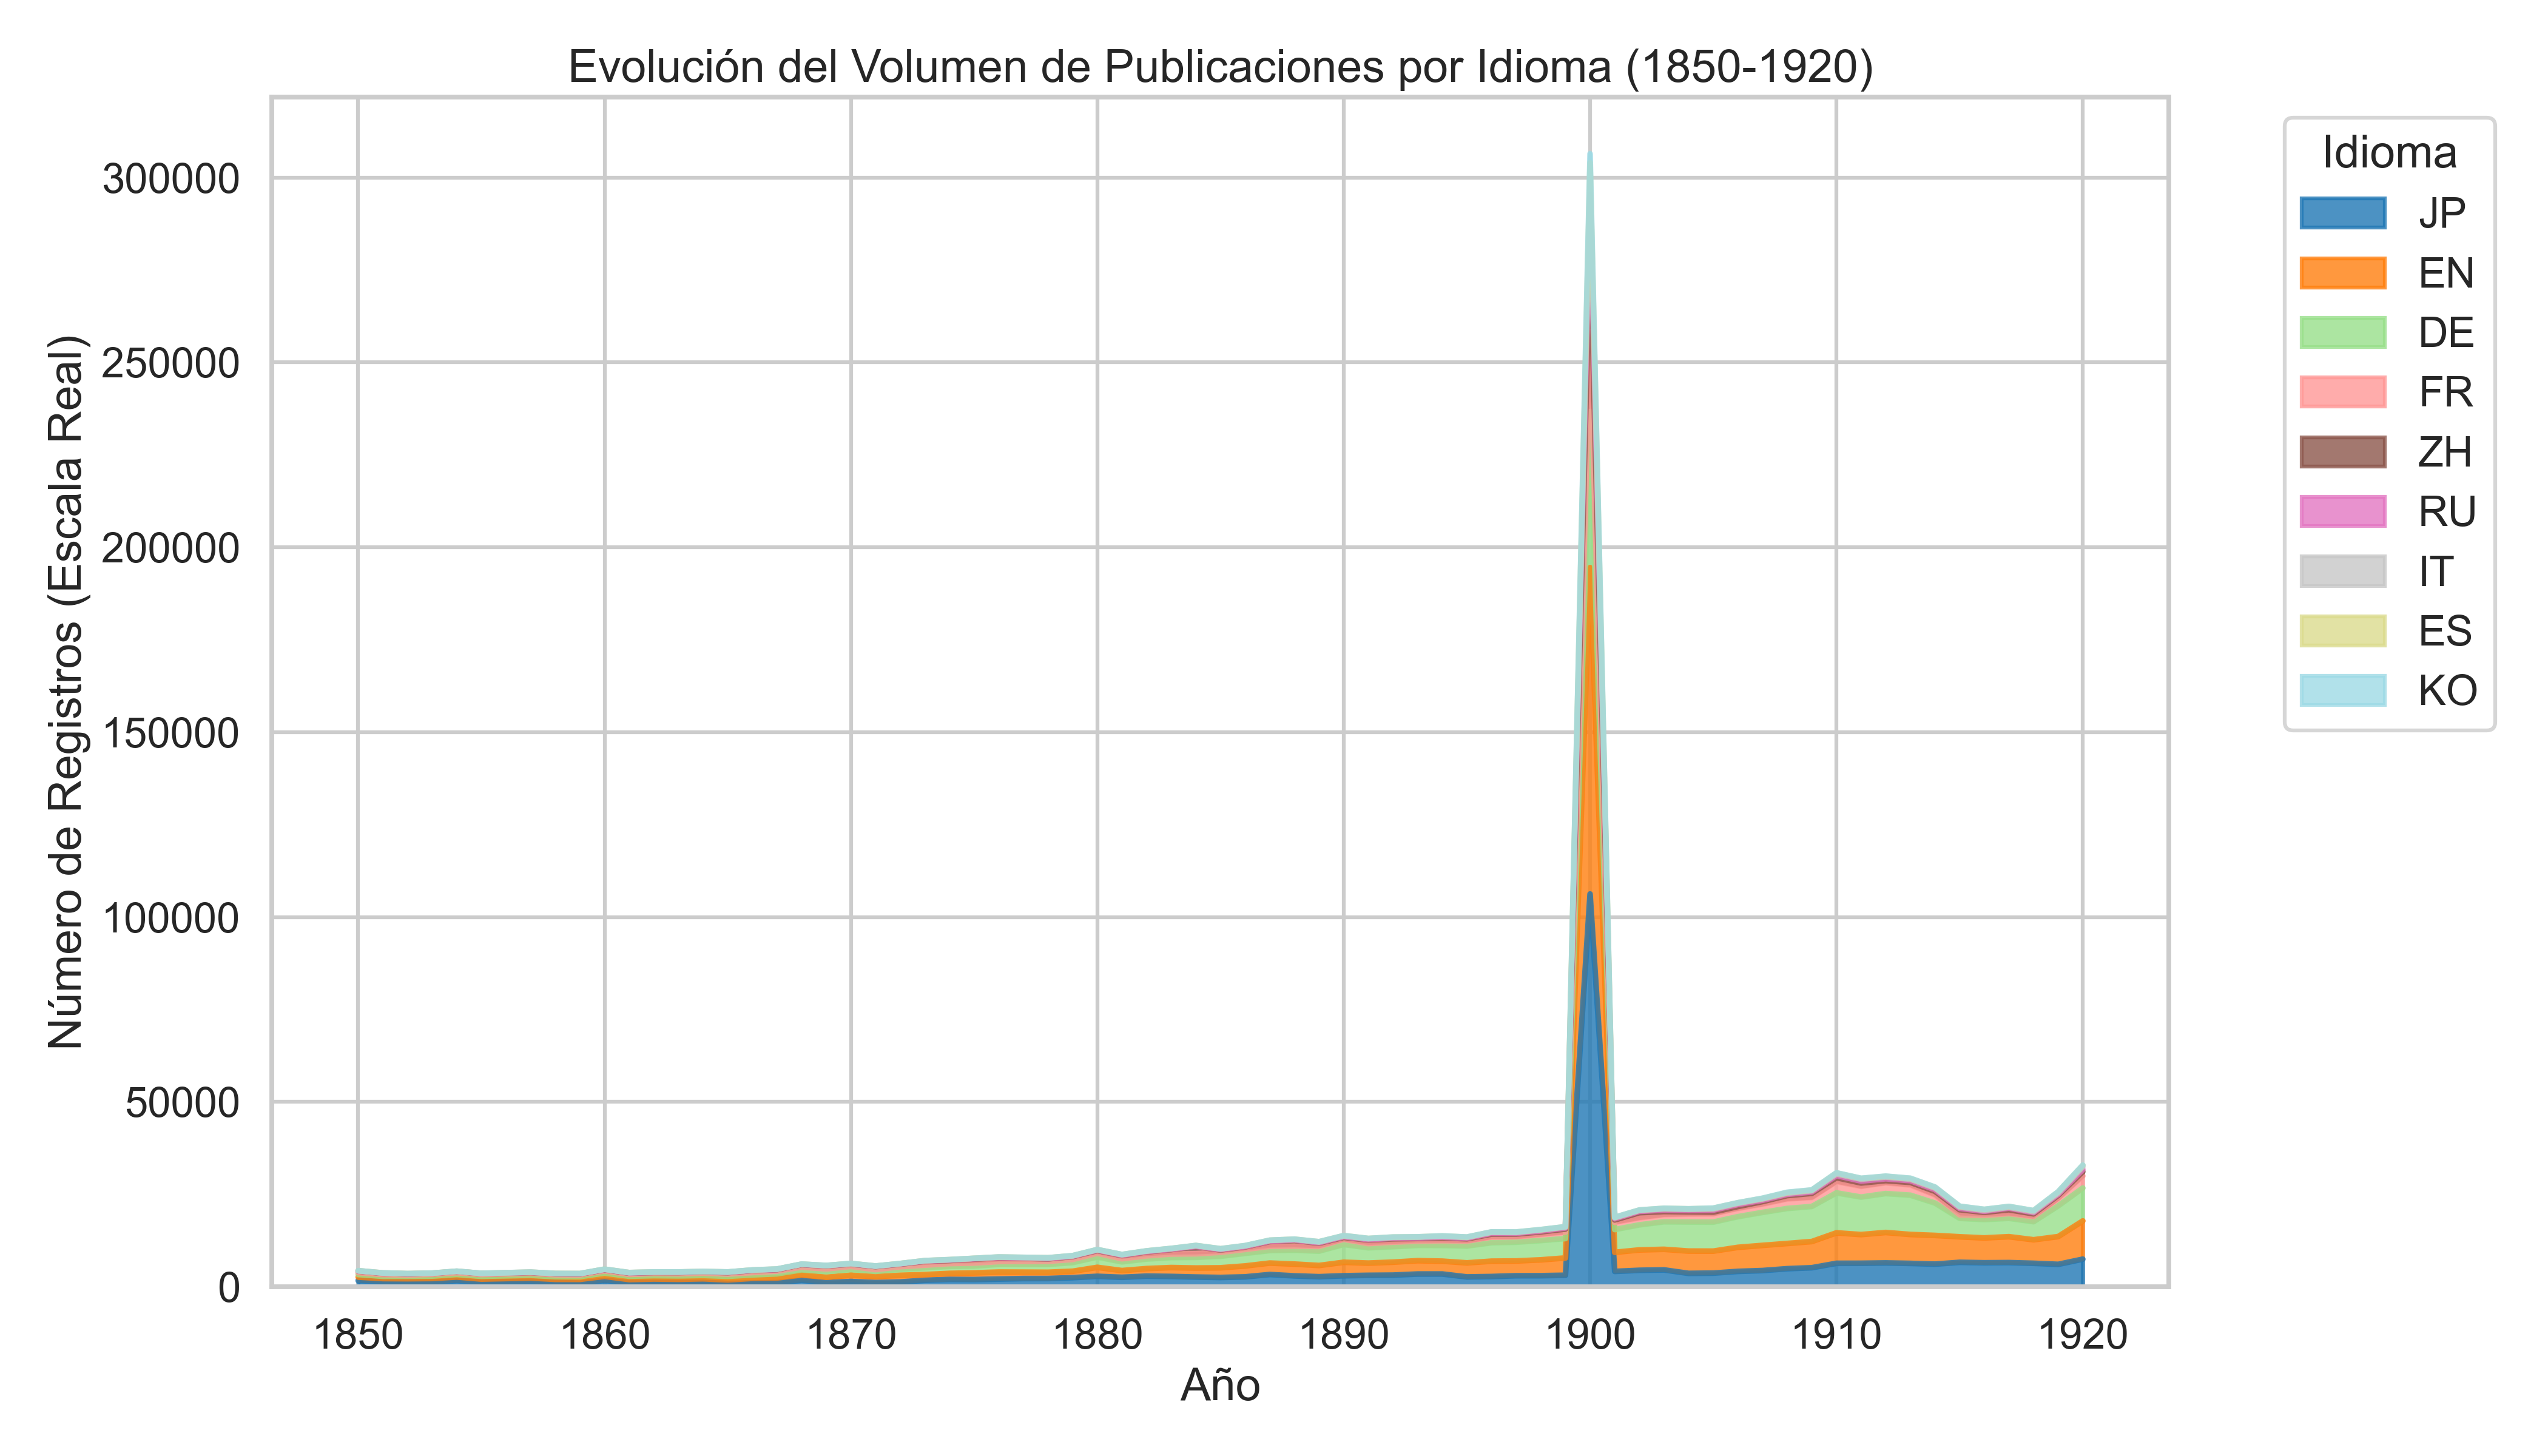 Evolución del Volumen de Publicaciones por Idioma (1850-1920)
Número de Registros (Escala Real)
300000
250000
200000
150000
100000
50000
0
1850 1860 1870 1880 1890 1900 1910 1920
Año
Idioma
JP
EN
DE
FR
ZH
RU
IT
ES
KO